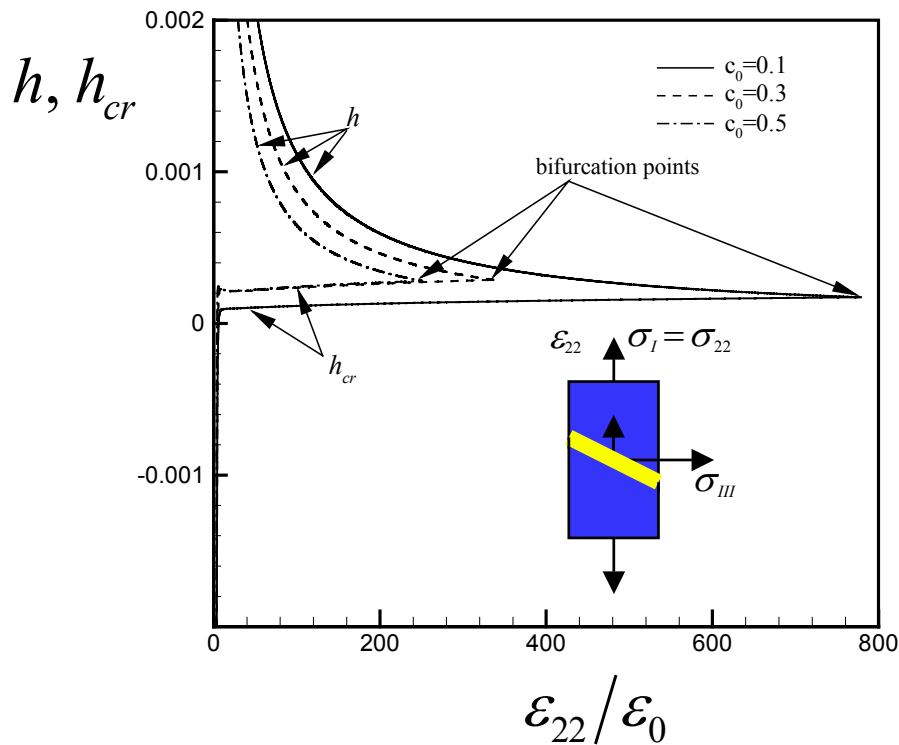 h, h_cr
0.002
0.001
0
-0.001
c₀=0.1
c₀=0.3
c₀=0.5
h
bifurcation points
h_cr
ε₂₂
σ_I = σ₂₂
σ_III
0
200
400
600
800
ε₂₂/ε₀